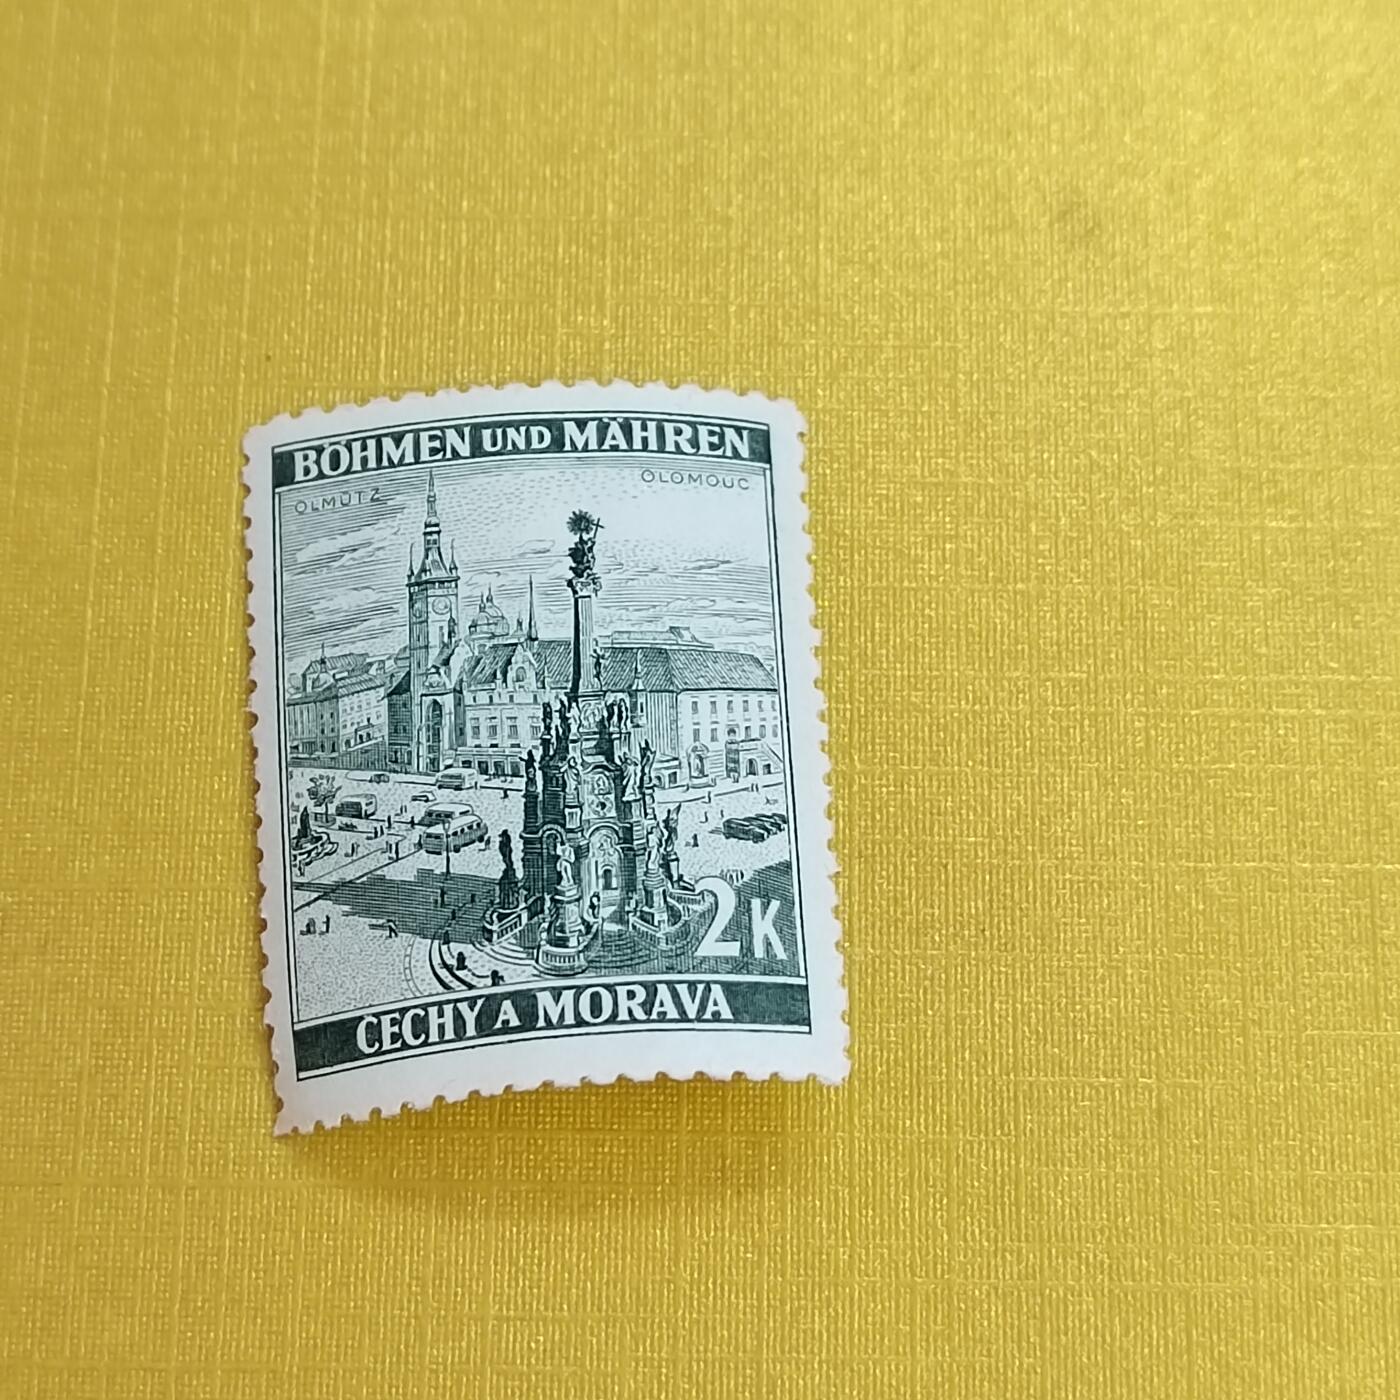 BÖHMEN UND MÄHREN
OLMÜTZ
OLOMOUC
2 K
ČECHY A MORAVA